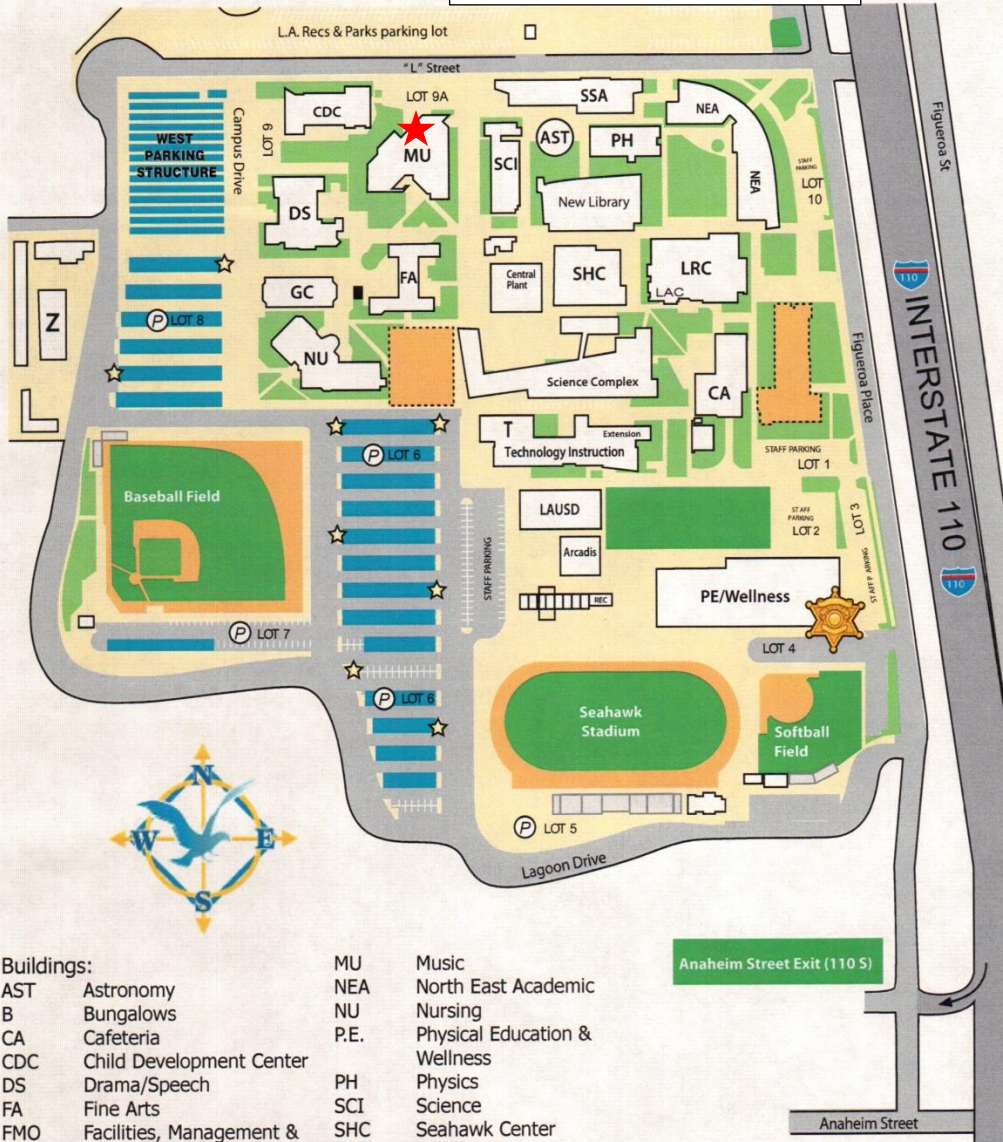 L.A. Recs & Parks parking lot
"L" Street
LOT 9A
CDC
SSA
NEA
WEST
PARKING
STRUCTURE
Campus Drive
LOT 9
MU
SCI
AST
PH
NEA
STAFF
PARKING
LOT
10
Figueroa St
DS
New Library
FA
Central
Plant
SHC
LRC
LAC
GC
Z
P LOT 8
110
INTERSTATE 110
NU
Science Complex
CA
Figueroa Place
P LOT 6
T
Extension
Technology Instruction
STAFF PARKING
LOT 1
Baseball Field
LAUSD
STAFF
PARKING
LOT 2
LOT 3
STAFF PARKING
Arcadis
STAFF PARKING
110
PE/Wellness
REC
P LOT 7
LOT 4
P LOT 6
Seahawk
Stadium
Softball
Field
N
W
E
S
P LOT 5
Lagoon Drive
Anaheim Street Exit (110 S)
Buildings:
AST Astronomy
B Bungalows
CA Cafeteria
CDC Child Development Center
DS Drama/Speech
FA Fine Arts
FMO Facilities, Management &
MU Music
NEA North East Academic
NU Nursing
P.E. Physical Education &
Wellness
PH Physics
SCI Science
SHC Seahawk Center
Anaheim Street